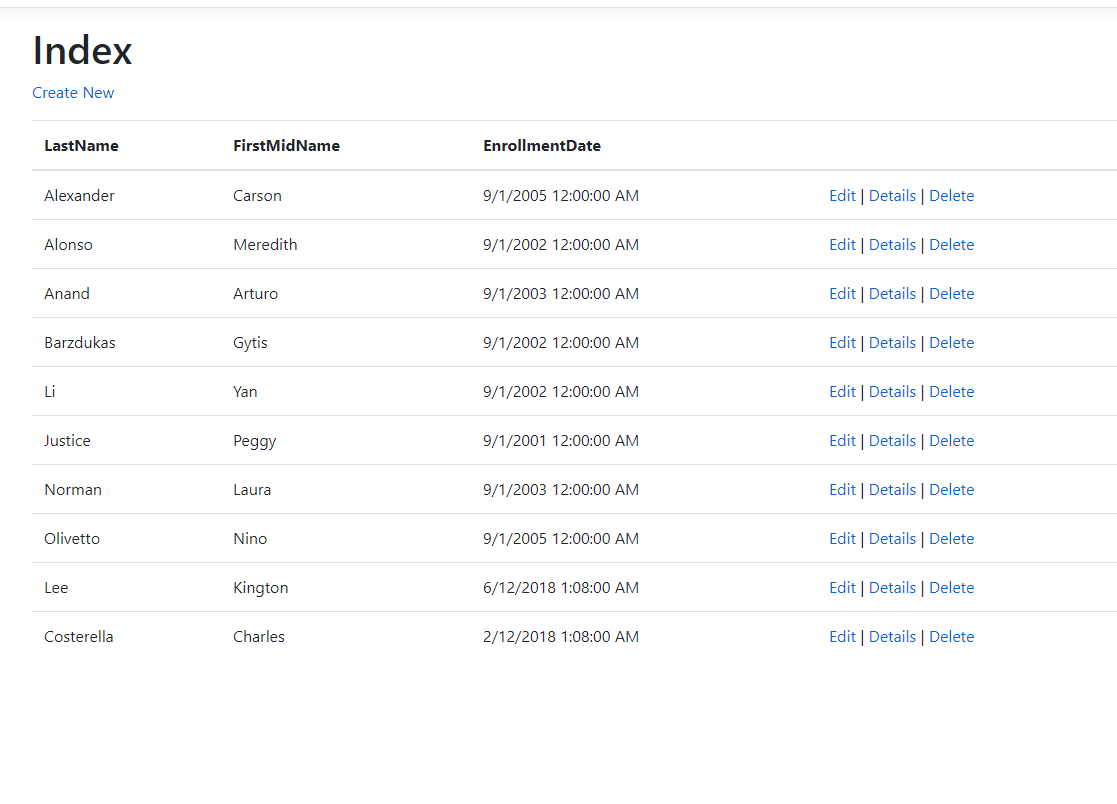 Index
Create New
LastName FirstMidName EnrollmentDate
Alexander Carson 9/1/2005 12:00:00 AM Edit | Details | Delete
Alonso Meredith 9/1/2002 12:00:00 AM Edit | Details | Delete
Anand Arturo 9/1/2003 12:00:00 AM Edit | Details | Delete
Barzdukas Gytis 9/1/2002 12:00:00 AM Edit | Details | Delete
Li Yan 9/1/2002 12:00:00 AM Edit | Details | Delete
Justice Peggy 9/1/2001 12:00:00 AM Edit | Details | Delete
Norman Laura 9/1/2003 12:00:00 AM Edit | Details | Delete
Olivetto Nino 9/1/2005 12:00:00 AM Edit | Details | Delete
Lee Kington 6/12/2018 1:08:00 AM Edit | Details | Delete
Costerella Charles 2/12/2018 1:08:00 AM Edit | Details | Delete